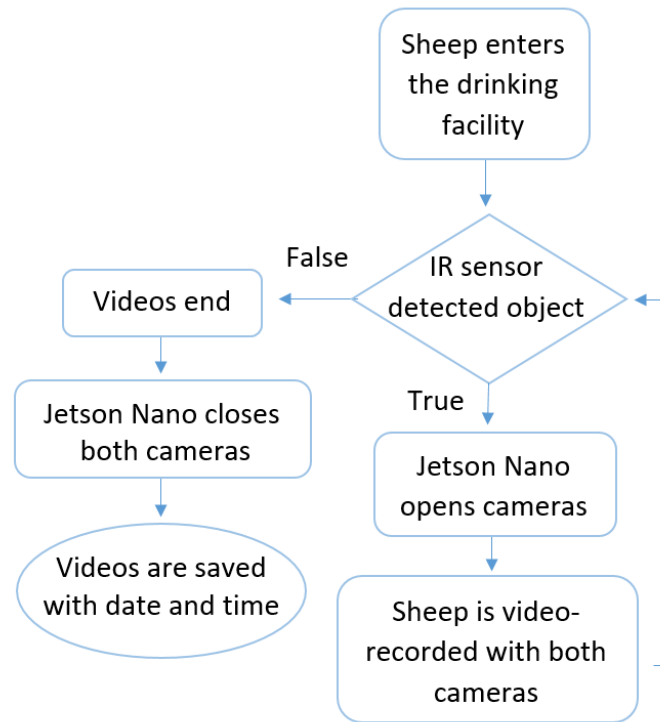 Sheep enters
the drinking
facility
IR sensor
detected object
False
Videos end
Jetson Nano closes
both cameras
Videos are saved
with date and time
True
Jetson Nano
opens cameras
Sheep is video-
recorded with both
cameras